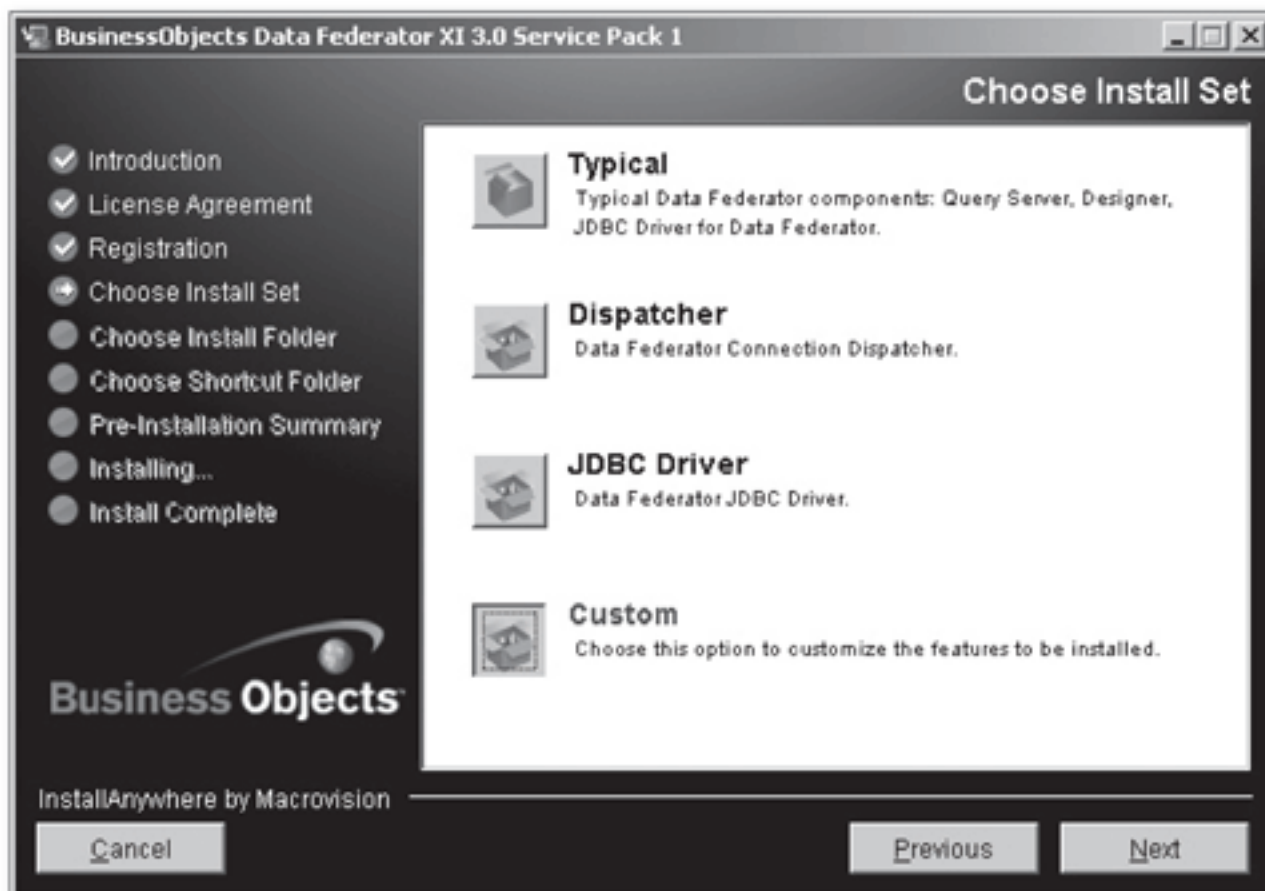 BusinessObjects Data Federator XI 3.0 Service Pack 1
Choose Install Set
Introduction
License Agreement
Registration
Choose Install Set
Choose Install Folder
Choose Shortcut Folder
Pre-Installation Summary
Installing...
Install Complete
Typical
Typical Data Federator components: Query Server, Designer,
JDBC Driver for Data Federator.
Dispatcher
Data Federator Connection Dispatcher.
JDBC Driver
Data Federator JDBC Driver.
Custom
Choose this option to customize the features to be installed.
Business Objects
InstallAnywhere by Macrovision
Cancel
Previous
Next